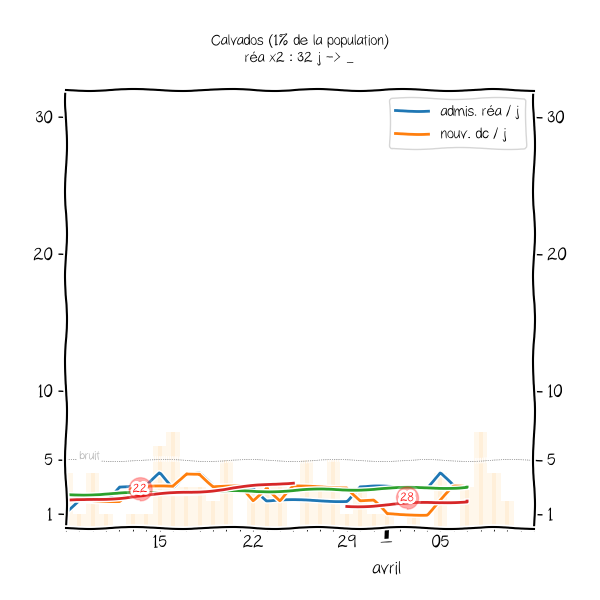 Calvados (1% de la population)
réa x2 : 32 j -> _
admis. réa / j
nouv. dc / j
30
30
20
20
10
10
bruit
5
5
22
28
1
1
15
22
29
05
avril